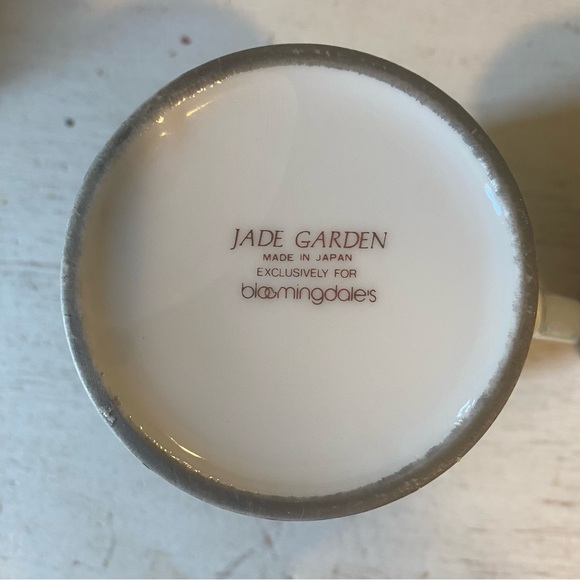 JADE GARDEN
MADE IN JAPAN
EXCLUSIVELY FOR
bloomingdale's